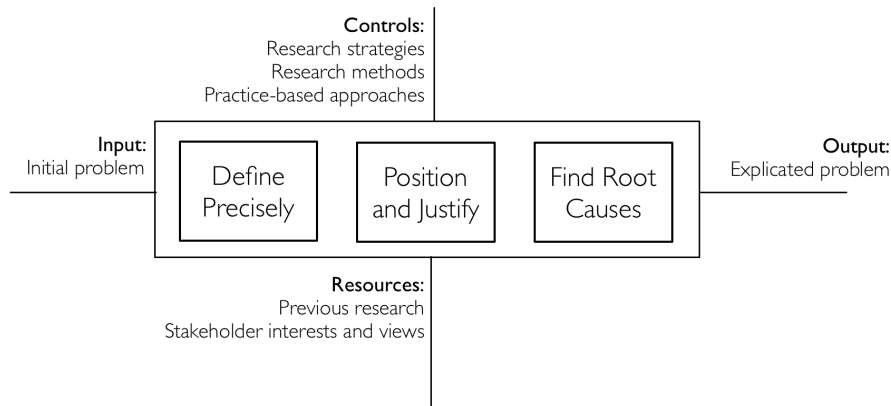 Controls:
Research strategies
Research methods
Practice-based approaches
Input:
Initial problem
Define
Precisely
Position
and Justify
Find Root
Causes
Output:
Explicated problem
Resources:
Previous research
Stakeholder interests and views